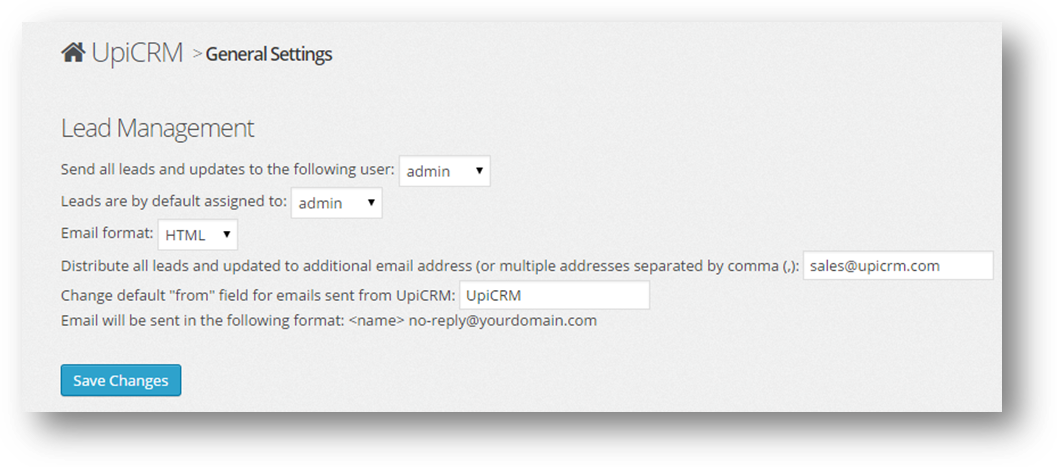 UpiCRM > General Settings
Lead Management
Send all leads and updates to the following user: admin
Leads are by default assigned to: admin
Email format: HTML
Distribute all leads and updated to additional email address (or multiple addresses separated by comma (,): sales@upicrm.com
Change default "from" field for emails sent from UpiCRM: UpiCRM
Email will be sent in the following format: <name> no-reply@yourdomain.com
Save Changes